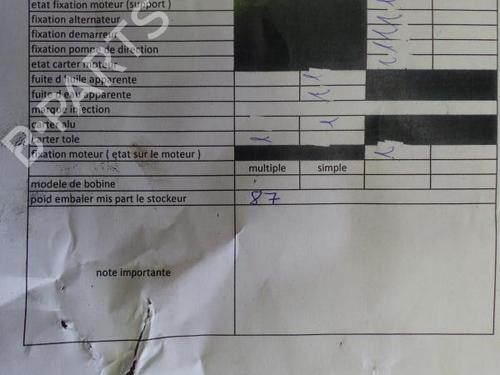 etat fixation moteur (support )
fixation alternateur
fixation demarreur
fixation pompe de direction
etat carter moteur
fuite d huile apparente
fuite d eau apparente
marque injection
carter alu
carter tole
fixation moteur ( etat sur le moteur )
multiple simple
modele de bobine
poid embaler mis part le stockeur 87
note importante
B-PARTS